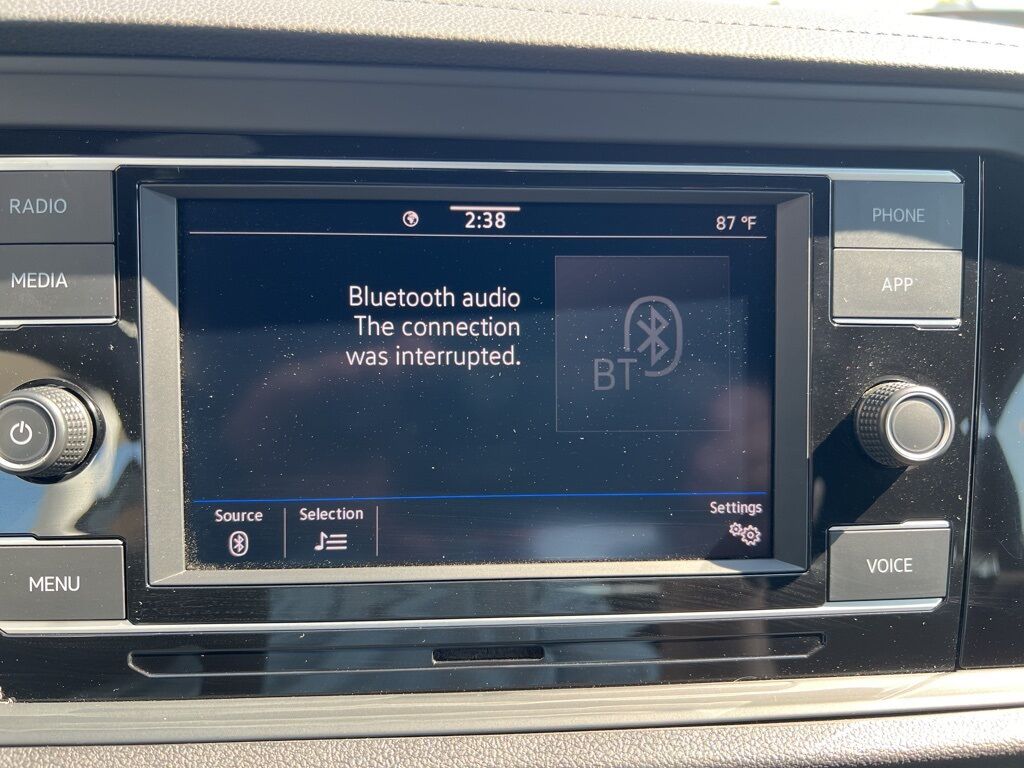 RADIO
MEDIA
MENU
2:38
87 °F
Bluetooth audio
The connection
was interrupted.
BT
Source
Selection
Settings
PHONE
APP
VOICE